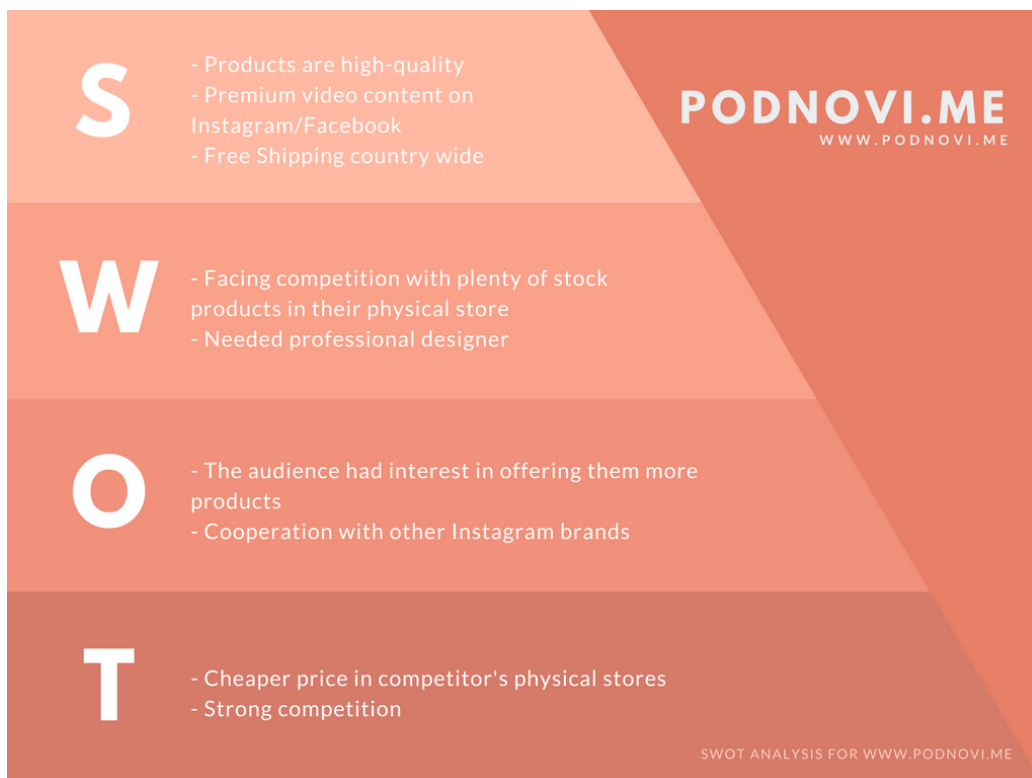 S
- Products are high-quality
- Premium video content on
Instagram/Facebook
- Free Shipping country wide
PODNOVI.ME
WWW.PODNOVI.ME
W
- Facing competition with plenty of stock
products in their physical store
- Needed professional designer
O
- The audience had interest in offering them more
products
- Cooperation with other Instagram brands
T
- Cheaper price in competitor's physical stores
- Strong competition
SWOT ANALYSIS FOR WWW.PODNOVI.ME